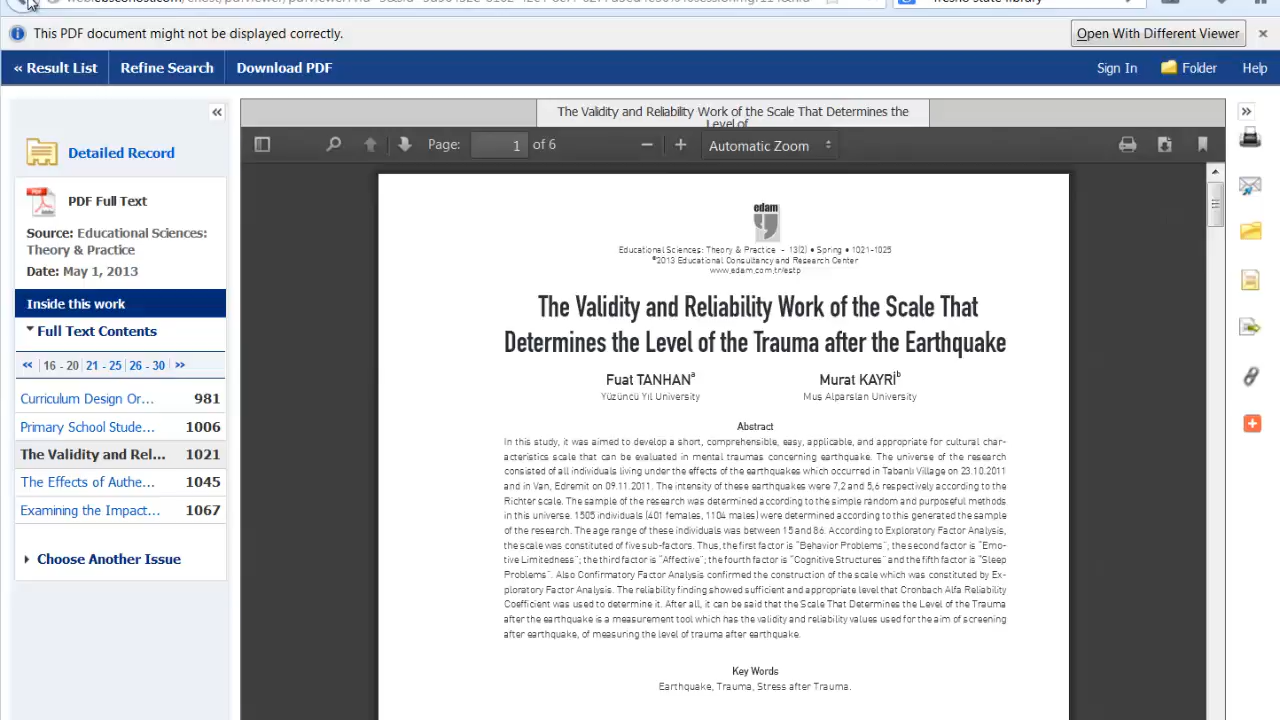 fresno state library
This PDF document might not be displayed correctly.
Open With Different Viewer
« Result List
Refine Search
Download PDF
Sign In
Folder
Help
Detailed Record
PDF Full Text
Source: Educational Sciences:
Theory & Practice
Date: May 1, 2013
Inside this work
Full Text Contents
« 16 - 20 21 - 25 26 - 30 »
Curriculum Design Or... 981
Primary School Stude... 1006
The Validity and Rel... 1021
The Effects of Authe... 1045
Examining the Impact... 1067
Choose Another Issue
The Validity and Reliability Work of the Scale That Determines the
Level of
Page: 1 of 6
Automatic Zoom
edam
Educational Sciences: Theory & Practice - 13(2) • Spring • 1021-1025
©2013 Educational Consultancy and Research Center
www.edam.com.tr/estp
The Validity and Reliability Work of the Scale That
Determines the Level of the Trauma after the Earthquake
Fuat TANHANa
Yüzüncü Yıl University
Murat KAYRİb
Muş Alparslan University
Abstract
In this study, it was aimed to develop a short, comprehensible, easy, applicable, and appropriate for cultural char-
acteristics scale that can be evaluated in mental traumas concerning earthquake. The universe of the research
consisted of all individuals living under the effects of the earthquakes which occurred in Tabanlı Village on 23.10.2011
and in Van, Edremit on 09.11.2011. The intensity of these earthquakes were 7,2 and 5,6 respectively according to the
Richter scale. The sample of the research was determined according to the simple random and purposeful methods
in this universe. 1505 individuals (401 females, 1104 males) were determined according to this generated the sample
of the research. The age range of these individuals was between 15 and 86. According to Exploratory Factor Analysis,
the scale was constituted of five sub-factors. Thus, the first factor is "Behavior Problems"; the second factor is "Emo-
tive Limitedness"; the third factor is "Affective"; the fourth factor is "Cognitive Structures" and the fifth factor is "Sleep
Problems". Also Confirmatory Factor Analysis confirmed the construction of the scale which was constituted by Ex-
ploratory Factor Analysis. The reliability finding showed sufficient and appropriate level that Cronbach Alfa Reliability
Coefficient was used to determine it. After all, it can be said that the Scale That Determines the Level of the Trauma
after the earthquake is a measurement tool which has the validity and reliability values used for the aim of screening
after earthquake, of measuring the level of trauma after earthquake.
Key Words
Earthquake, Trauma, Stress after Trauma.